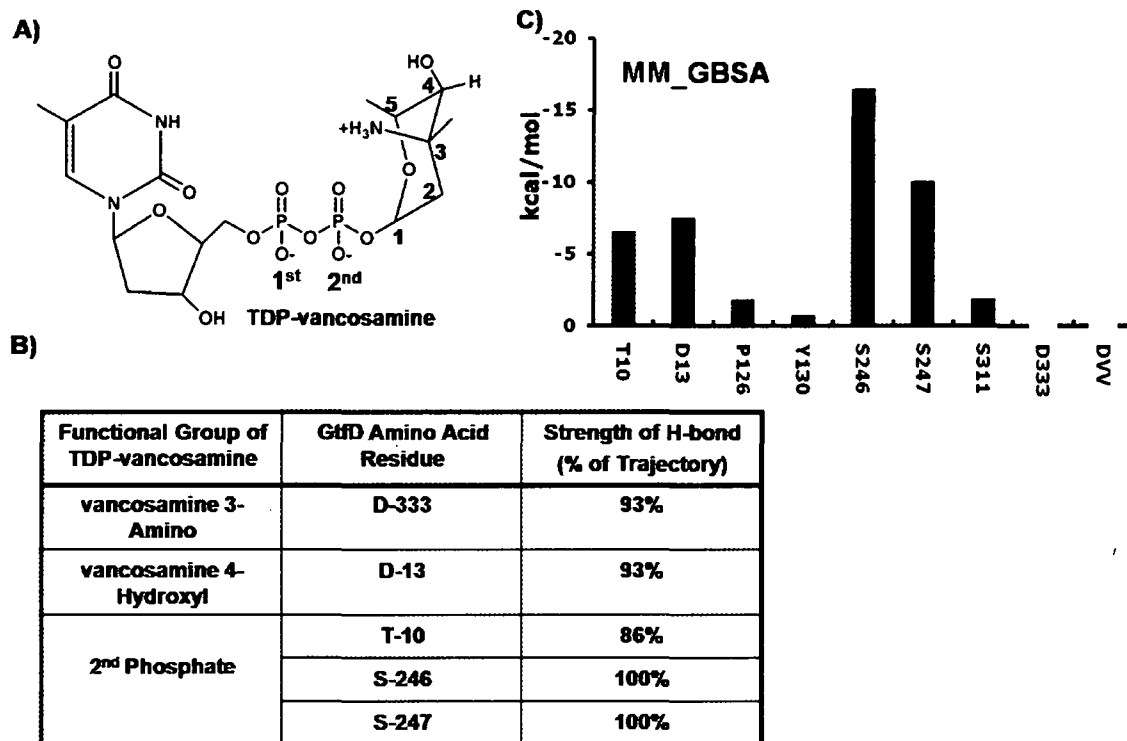 A)
O
NH
N
O
O
O
O
P
O
P
O
O
O
O-
O-
1st
2nd
OH
HO
4
H
5
+H3N
3
O
2
1
TDP-vancosamine
C)
MM_GBSA
kcal/mol
-20
-15
-10
-5
0
T10
D13
P126
Y130
S246
S247
S311
D333
DVV
B)
Functional Group of TDP-vancosamine
GtfD Amino Acid Residue
Strength of H-bond (% of Trajectory)
vancosamine 3-Amino
D-333
93%
vancosamine 4-Hydroxyl
D-13
93%
2nd Phosphate
T-10
86%
S-246
100%
S-247
100%